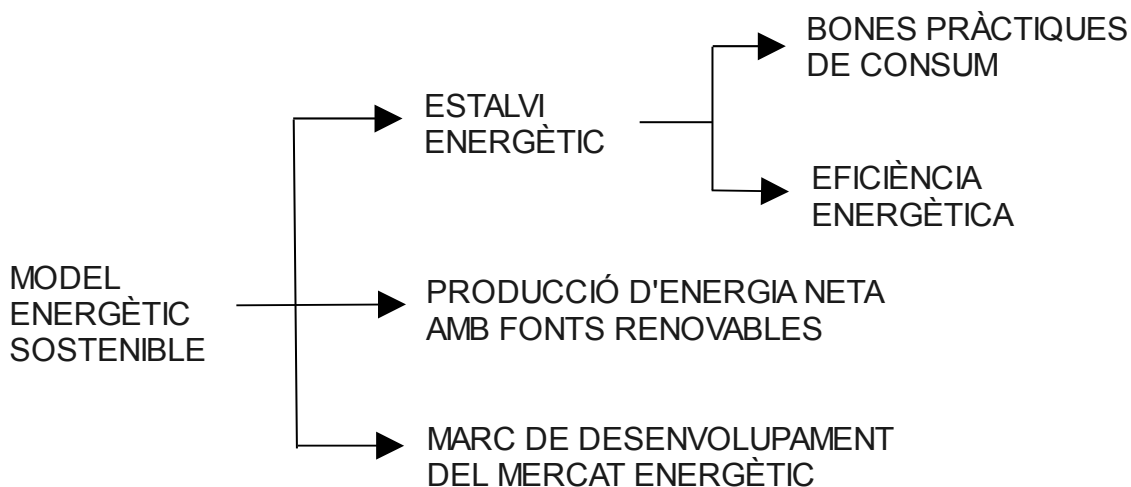 MODEL
ENERGÈTIC
SOSTENIBLE
ESTALVI
ENERGÈTIC
BONES PRÀCTIQUES
DE CONSUM
EFICIÈNCIA
ENERGÈTICA
PRODUCCIÓ D'ENERGIA NETA
AMB FONTS RENOVABLES
MARC DE DESENVOLUPAMENT
DEL MERCAT ENERGÈTIC